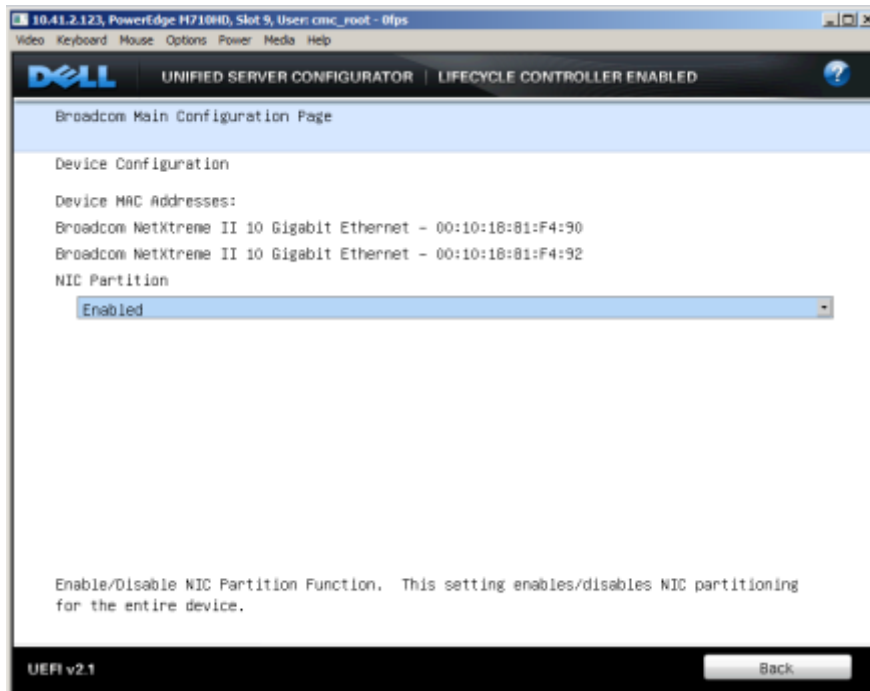 10.41.2.123, PowerEdge M710HD, Slot 9, User: cmc_root - 0fps
Video Keyboard Mouse Options Power Media Help
DELL UNIFIED SERVER CONFIGURATOR | LIFECYCLE CONTROLLER ENABLED ?
Broadcom Main Configuration Page
Device Configuration
Device MAC Addresses:
Broadcom NetXtreme II 10 Gigabit Ethernet - 00:10:18:81:F4:90
Broadcom NetXtreme II 10 Gigabit Ethernet - 00:10:18:81:F4:92
NIC Partition
Enabled
Enable/Disable NIC Partition Function. This setting enables/disables NIC partitioning
for the entire device.
UEFI v2.1 Back